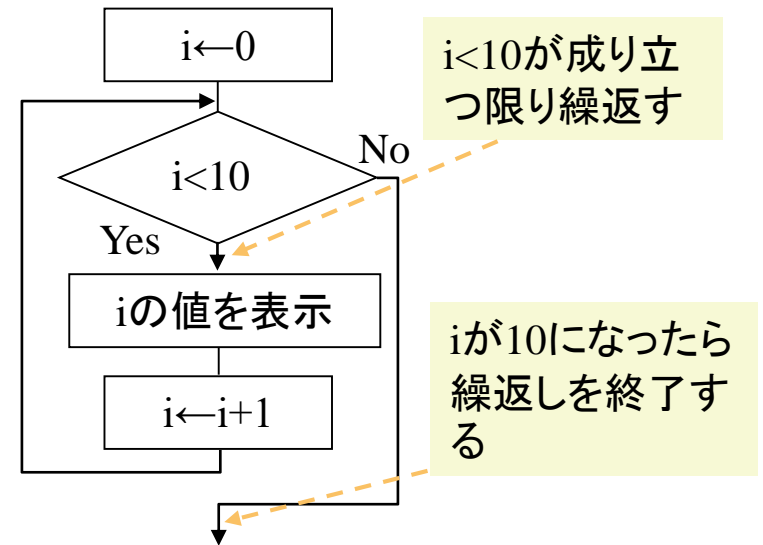 i←0
i<10が成り立
つ限り繰返す
i<10
No
Yes
iの値を表示
i←i+1
iが10になったら
繰返しを終了す
る